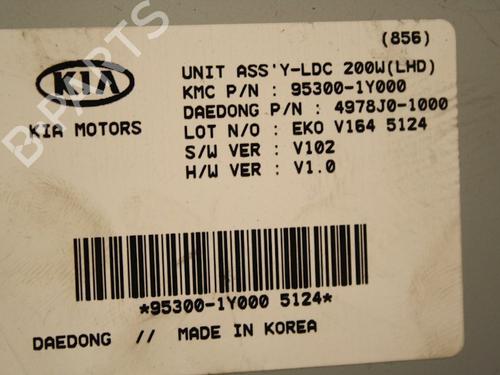 (856)
KIA
KIA MOTORS
UNIT ASS'Y-LDC 200W(LHD)
KMC P/N : 95300-1Y000
DAEDONG P/N : 4978J0-1000
LOT N/O : EKO V164 5124
S/W VER : V102
H/W VER : V1.0
*95300-1Y000 5124*
DAEDONG // MADE IN KOREA
B-PARTS